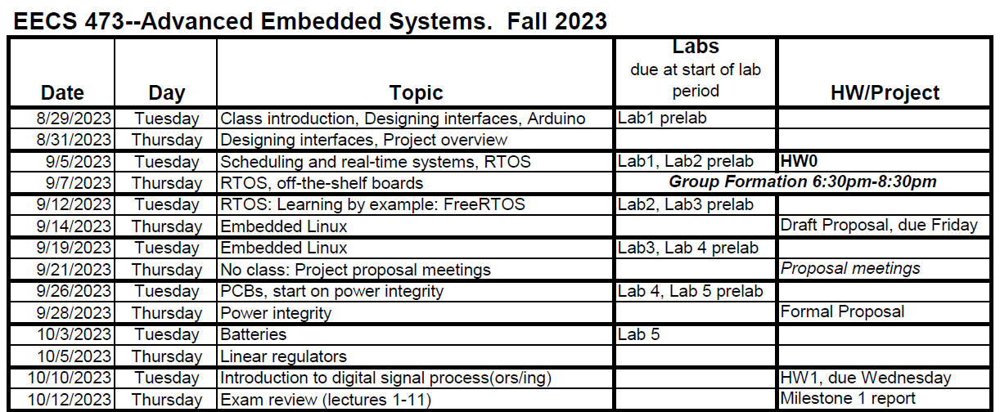 EECS 473--Advanced Embedded Systems.  Fall 2023
Labs
due at start of lab
period
Date Day Topic HW/Project
8/29/2023 Tuesday Class introduction, Designing interfaces, Arduino Lab1 prelab
8/31/2023 Thursday Designing interfaces, Project overview
9/5/2023 Tuesday Scheduling and real-time systems, RTOS Lab1, Lab2 prelab HW0
9/7/2023 Thursday RTOS, off-the-shelf boards Group Formation 6:30pm-8:30pm
9/12/2023 Tuesday RTOS: Learning by example: FreeRTOS Lab2, Lab3 prelab
9/14/2023 Thursday Embedded Linux Draft Proposal, due Friday
9/19/2023 Tuesday Embedded Linux Lab3, Lab 4 prelab
9/21/2023 Thursday No class: Project proposal meetings Proposal meetings
9/26/2023 Tuesday PCBs, start on power integrity Lab 4, Lab 5 prelab
9/28/2023 Thursday Power integrity Formal Proposal
10/3/2023 Tuesday Batteries Lab 5
10/5/2023 Thursday Linear regulators
10/10/2023 Tuesday Introduction to digital signal process(ors/ing) HW1, due Wednesday
10/12/2023 Thursday Exam review (lectures 1-11) Milestone 1 report